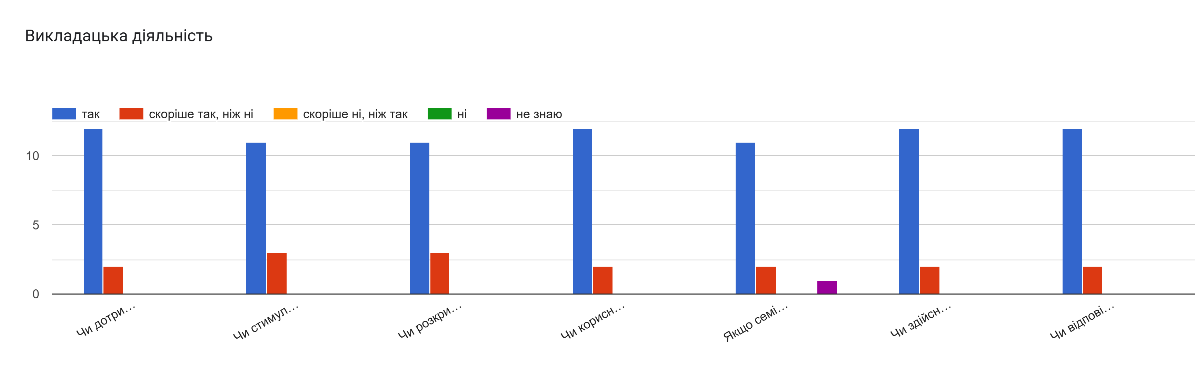 Викладацька діяльність
так скоріше так, ніж ні скоріше ні, ніж так ні не знаю
10
5
0
Чи дотри… Чи стимул… Чи розкри… Чи корисн… Якщо семі… Чи здійсн… Чи відпові…